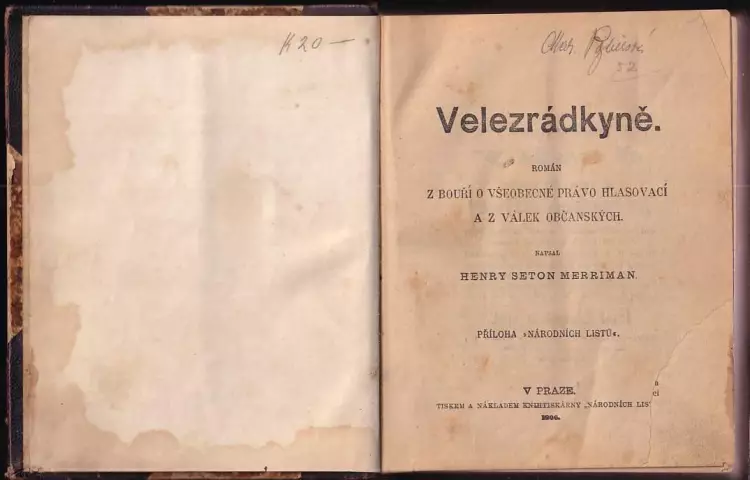 K 20 —
Velezrádkyně.
ROMÁN
Z BOUŘÍ O VŠEOBECNÉ PRÁVO HLASOVACÍ
A Z VÁLEK OBČANSKÝCH.
NAPSAL
HENRY SETON MERRIMAN.
PŘÍLOHA »NÁRODNÍCH LISTŮ«.
V PRAZE.
TISKEM A NÁKLADEM KNIHTISKÁRNY „NÁRODNÍCH LIS